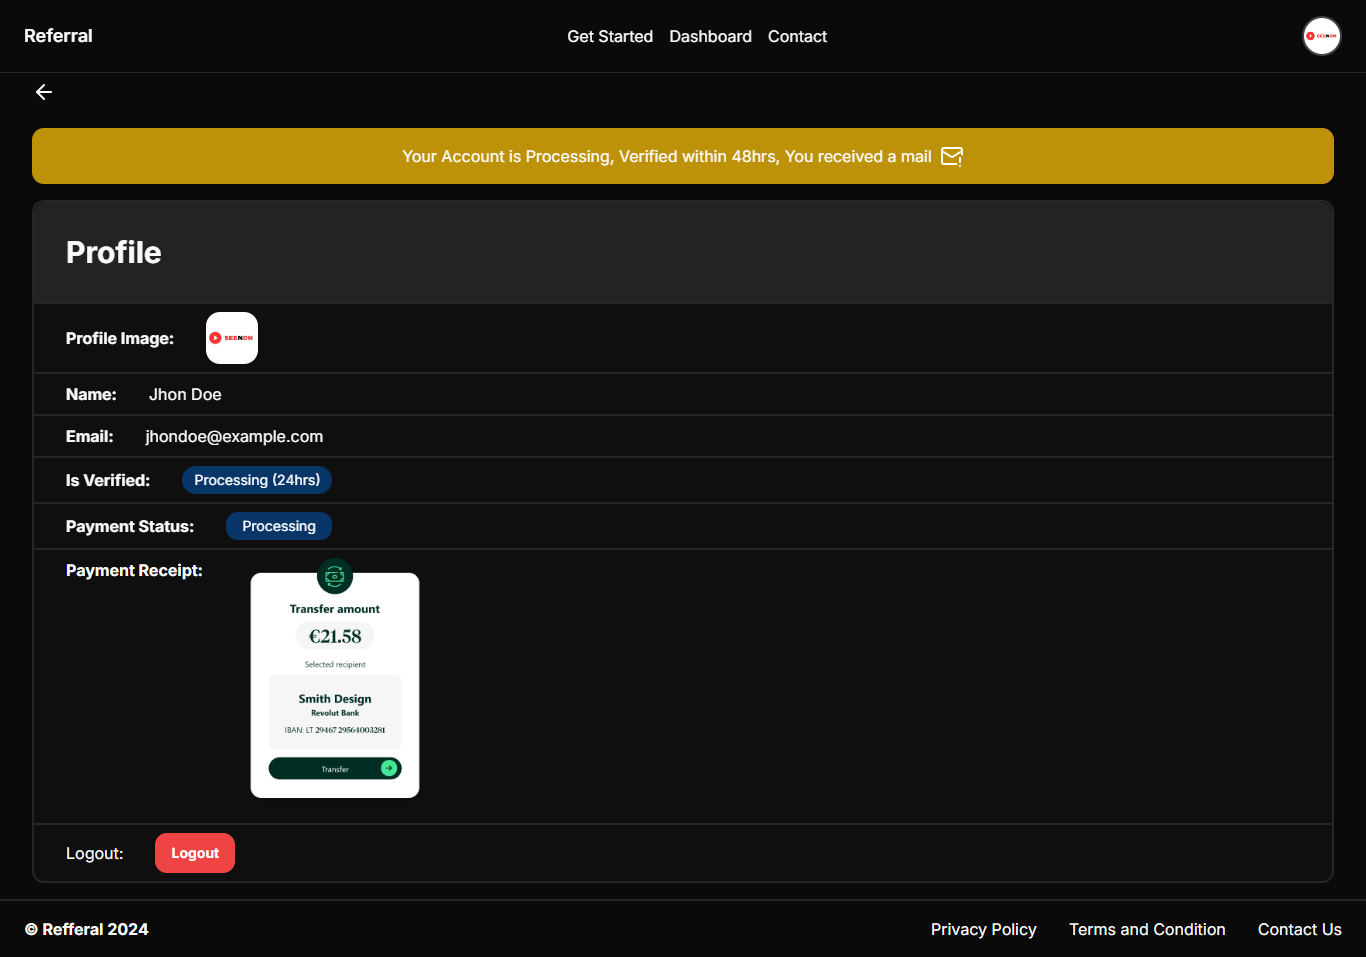 Referral
Get Started Dashboard Contact
SEENON
Your Account is Processing, Verified within 48hrs, You received a mail
Profile
Profile Image: SEENON
Name: Jhon Doe
Email: jhondoe@example.com
Is Verified: Processing (24hrs)
Payment Status: Processing
Payment Receipt:
Transfer amount
€21.58
Selected recipient
Smith Design
Revolut Bank
IBAN: LT 29467 29564003281
Transfer
Logout: Logout
© Refferal 2024
Privacy Policy Terms and Condition Contact Us